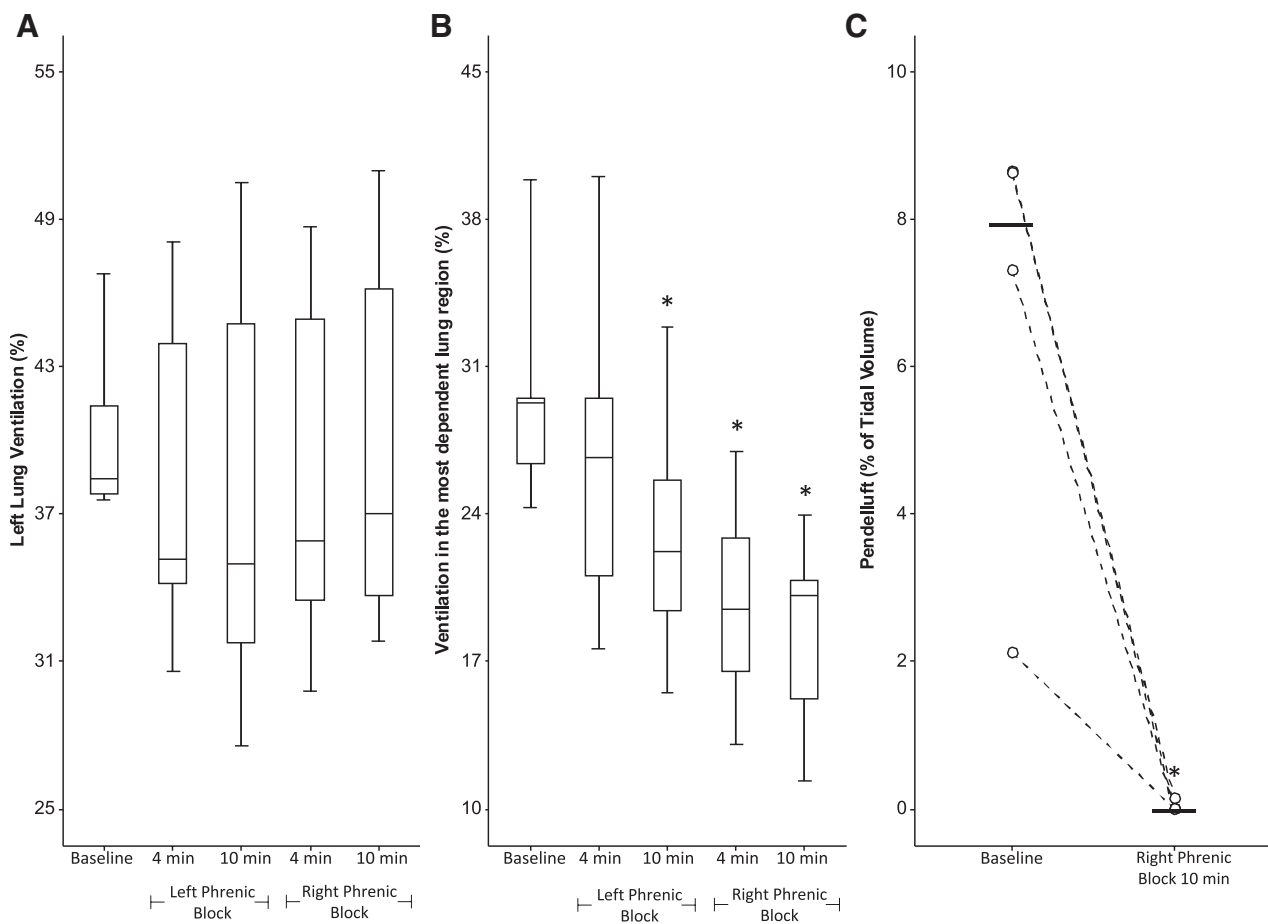 A
Left Lung Ventilation (%)
55
49
43
37
31
25
Baseline
4 min
10 min
4 min
10 min
Left Phrenic
Block
Right Phrenic
Block
B
Ventilation in the most dependent lung region (%)
45
38
31
24
17
10
*
*
*
Baseline
4 min
10 min
4 min
10 min
Left Phrenic
Block
Right Phrenic
Block
C
Pendelluft (% of Tidal Volume)
10
8
6
4
2
0
*
Baseline
Right Phrenic
Block 10 min